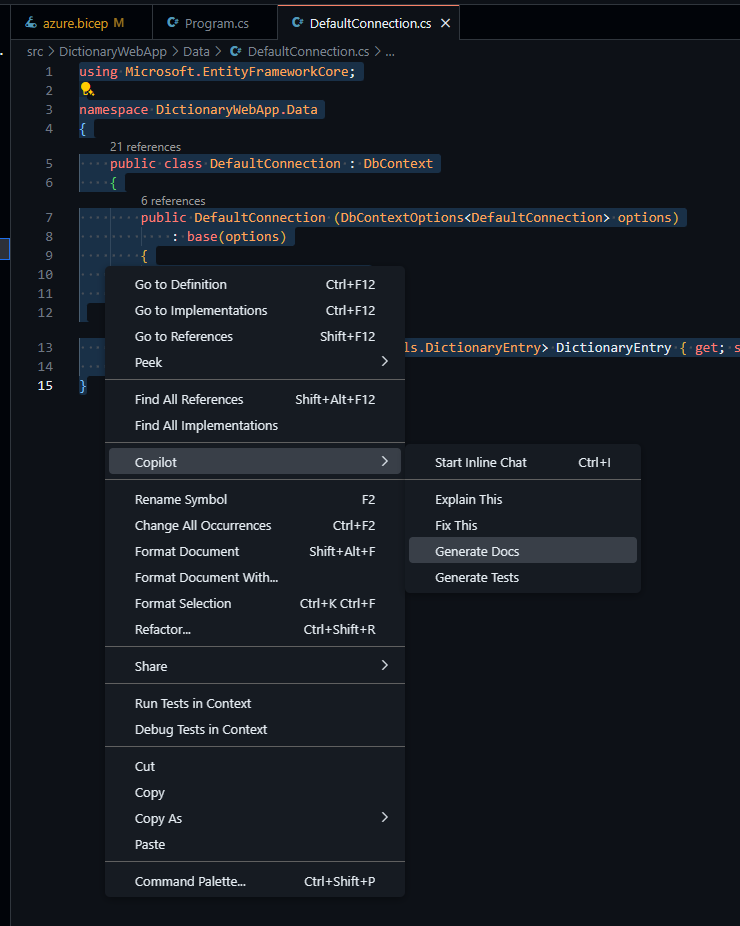 azure.bicep M
Program.cs
DefaultConnection.cs
src > DictionaryWebApp > Data > DefaultConnection.cs > ...
1 using Microsoft.EntityFrameworkCore;
2
3 namespace DictionaryWebApp.Data
4 {
21 references
5 public class DefaultConnection : DbContext
6 {
6 references
7 public DefaultConnection (DbContextOptions<DefaultConnection> options)
8 : base(options)
9 {
10
11
12
13 ls.DictionaryEntry> DictionaryEntry { get; s
14
15 }
Go to Definition Ctrl+F12
Go to Implementations Ctrl+F12
Go to References Shift+F12
Peek
Find All References Shift+Alt+F12
Find All Implementations
Copilot
Start Inline Chat Ctrl+I
Explain This
Fix This
Generate Docs
Generate Tests
Rename Symbol F2
Change All Occurrences Ctrl+F2
Format Document Shift+Alt+F
Format Document With...
Format Selection Ctrl+K Ctrl+F
Refactor... Ctrl+Shift+R
Share
Run Tests in Context
Debug Tests in Context
Cut
Copy
Copy As
Paste
Command Palette... Ctrl+Shift+P